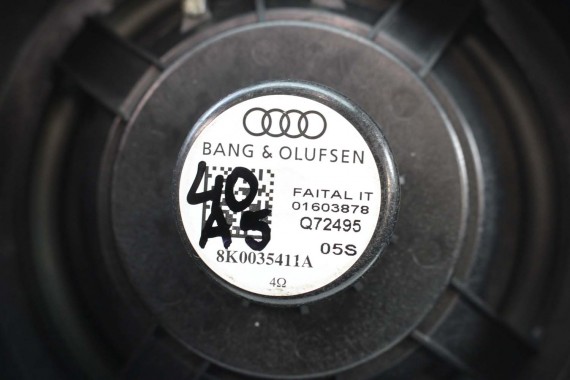 BANG & OLUFSEN
40
A5
FAITAL IT
01603878
Q72495
05S
8K0035411A
4Ω